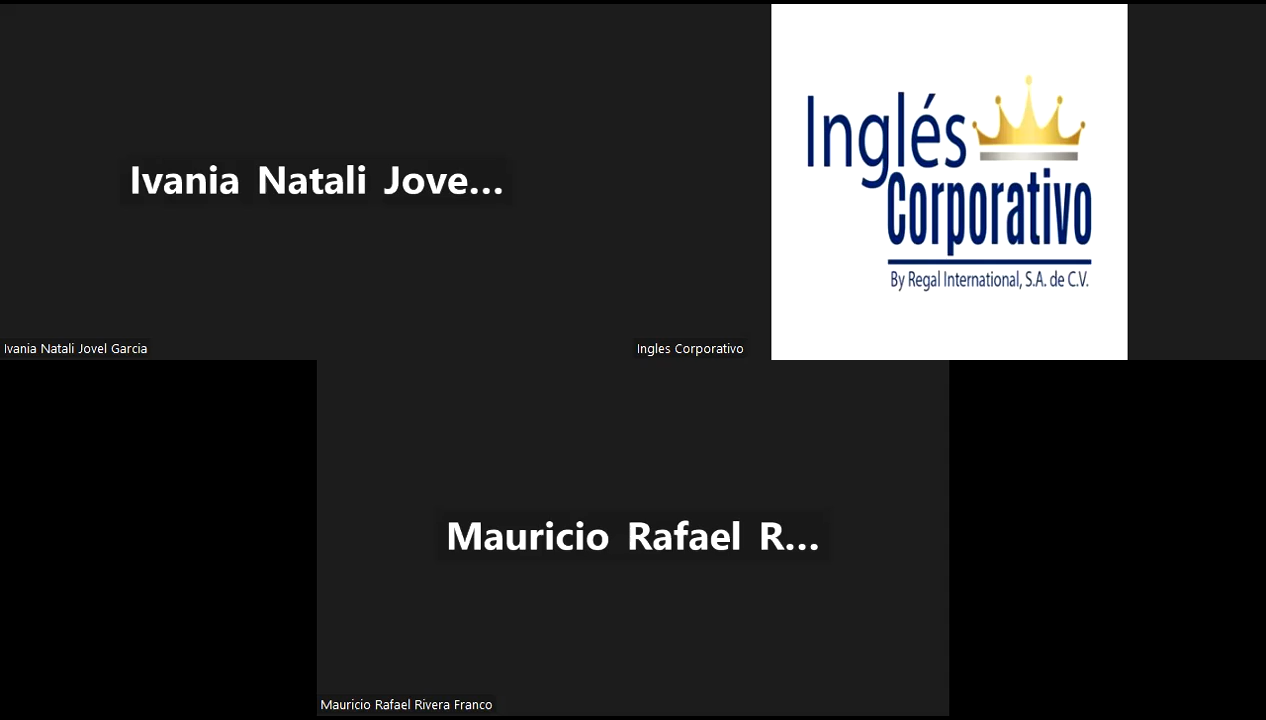 Ivania Natali Jove...
Ivania Natali Jovel Garcia
Inglés
Corporativo
By Regal International, S.A. de C.V.
Ingles Corporativo
Mauricio Rafael R...
Mauricio Rafael Rivera Franco